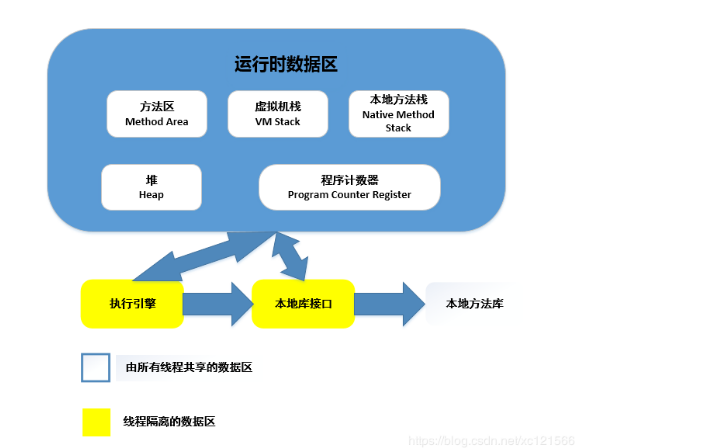 运行时数据区
方法区
Method Area
虚拟机栈
VM Stack
本地方法栈
Native Method
Stack
堆
Heap
程序计数器
Program Counter Register
执行引擎
本地库接口
本地方法库
由所有线程共享的数据区
线程隔离的数据区
https://blog.csdn.net/xc121566